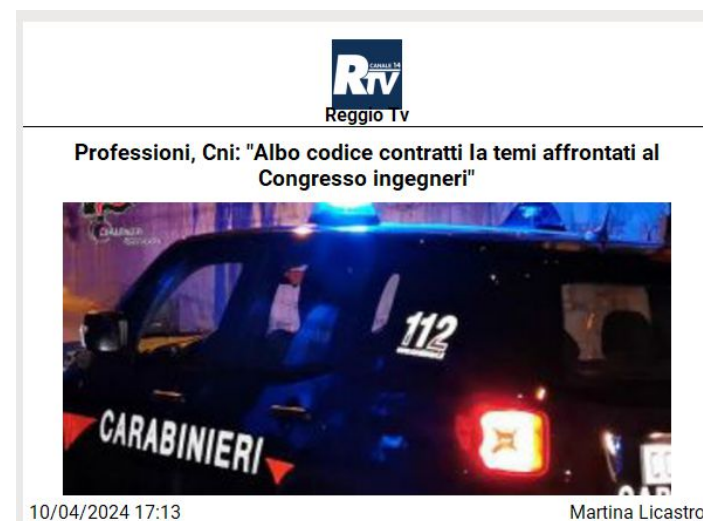 CANALE 14
RTV
Reggio Tv
Professioni, Cni: "Albo codice contratti Ia temi affrontati al
Congresso ingegneri"
112
CARABINIERI
10/04/2024 17:13
Martina Licastro